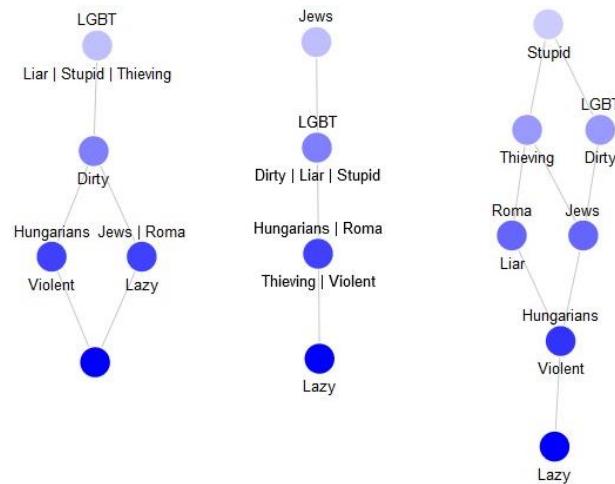 LGBT
Liar | Stupid | Thieving
Dirty
Hungarians
Jews | Roma
Violent
Lazy
Jews
LGBT
Dirty | Liar | Stupid
Hungarians | Roma
Thieving | Violent
Lazy
Stupid
LGBT
Thieving
Dirty
Roma
Jews
Liar
Hungarians
Violent
Lazy